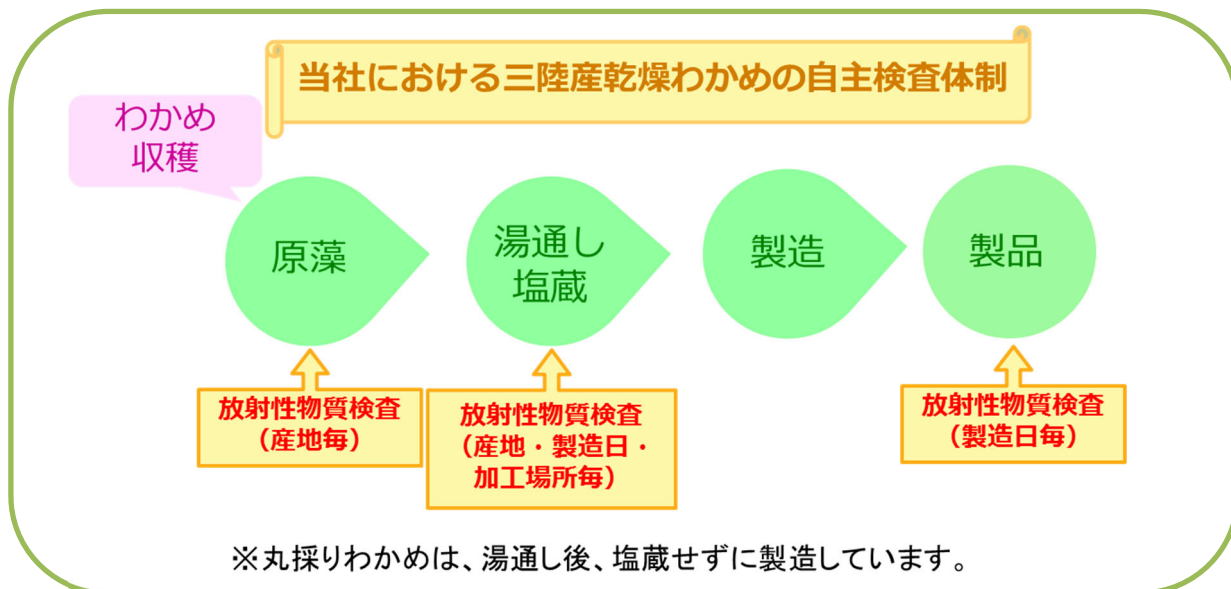 当社における三陸産乾燥わかめの自主検査体制
わかめ
収穫
原藻
湯通し
塩蔵
製造
製品
放射性物質検査
（産地毎）
放射性物質検査
（産地・製造日・
加工場所毎）
放射性物質検査
（製造日毎）
※丸採りわかめは、湯通し後、塩蔵せずに製造しています。